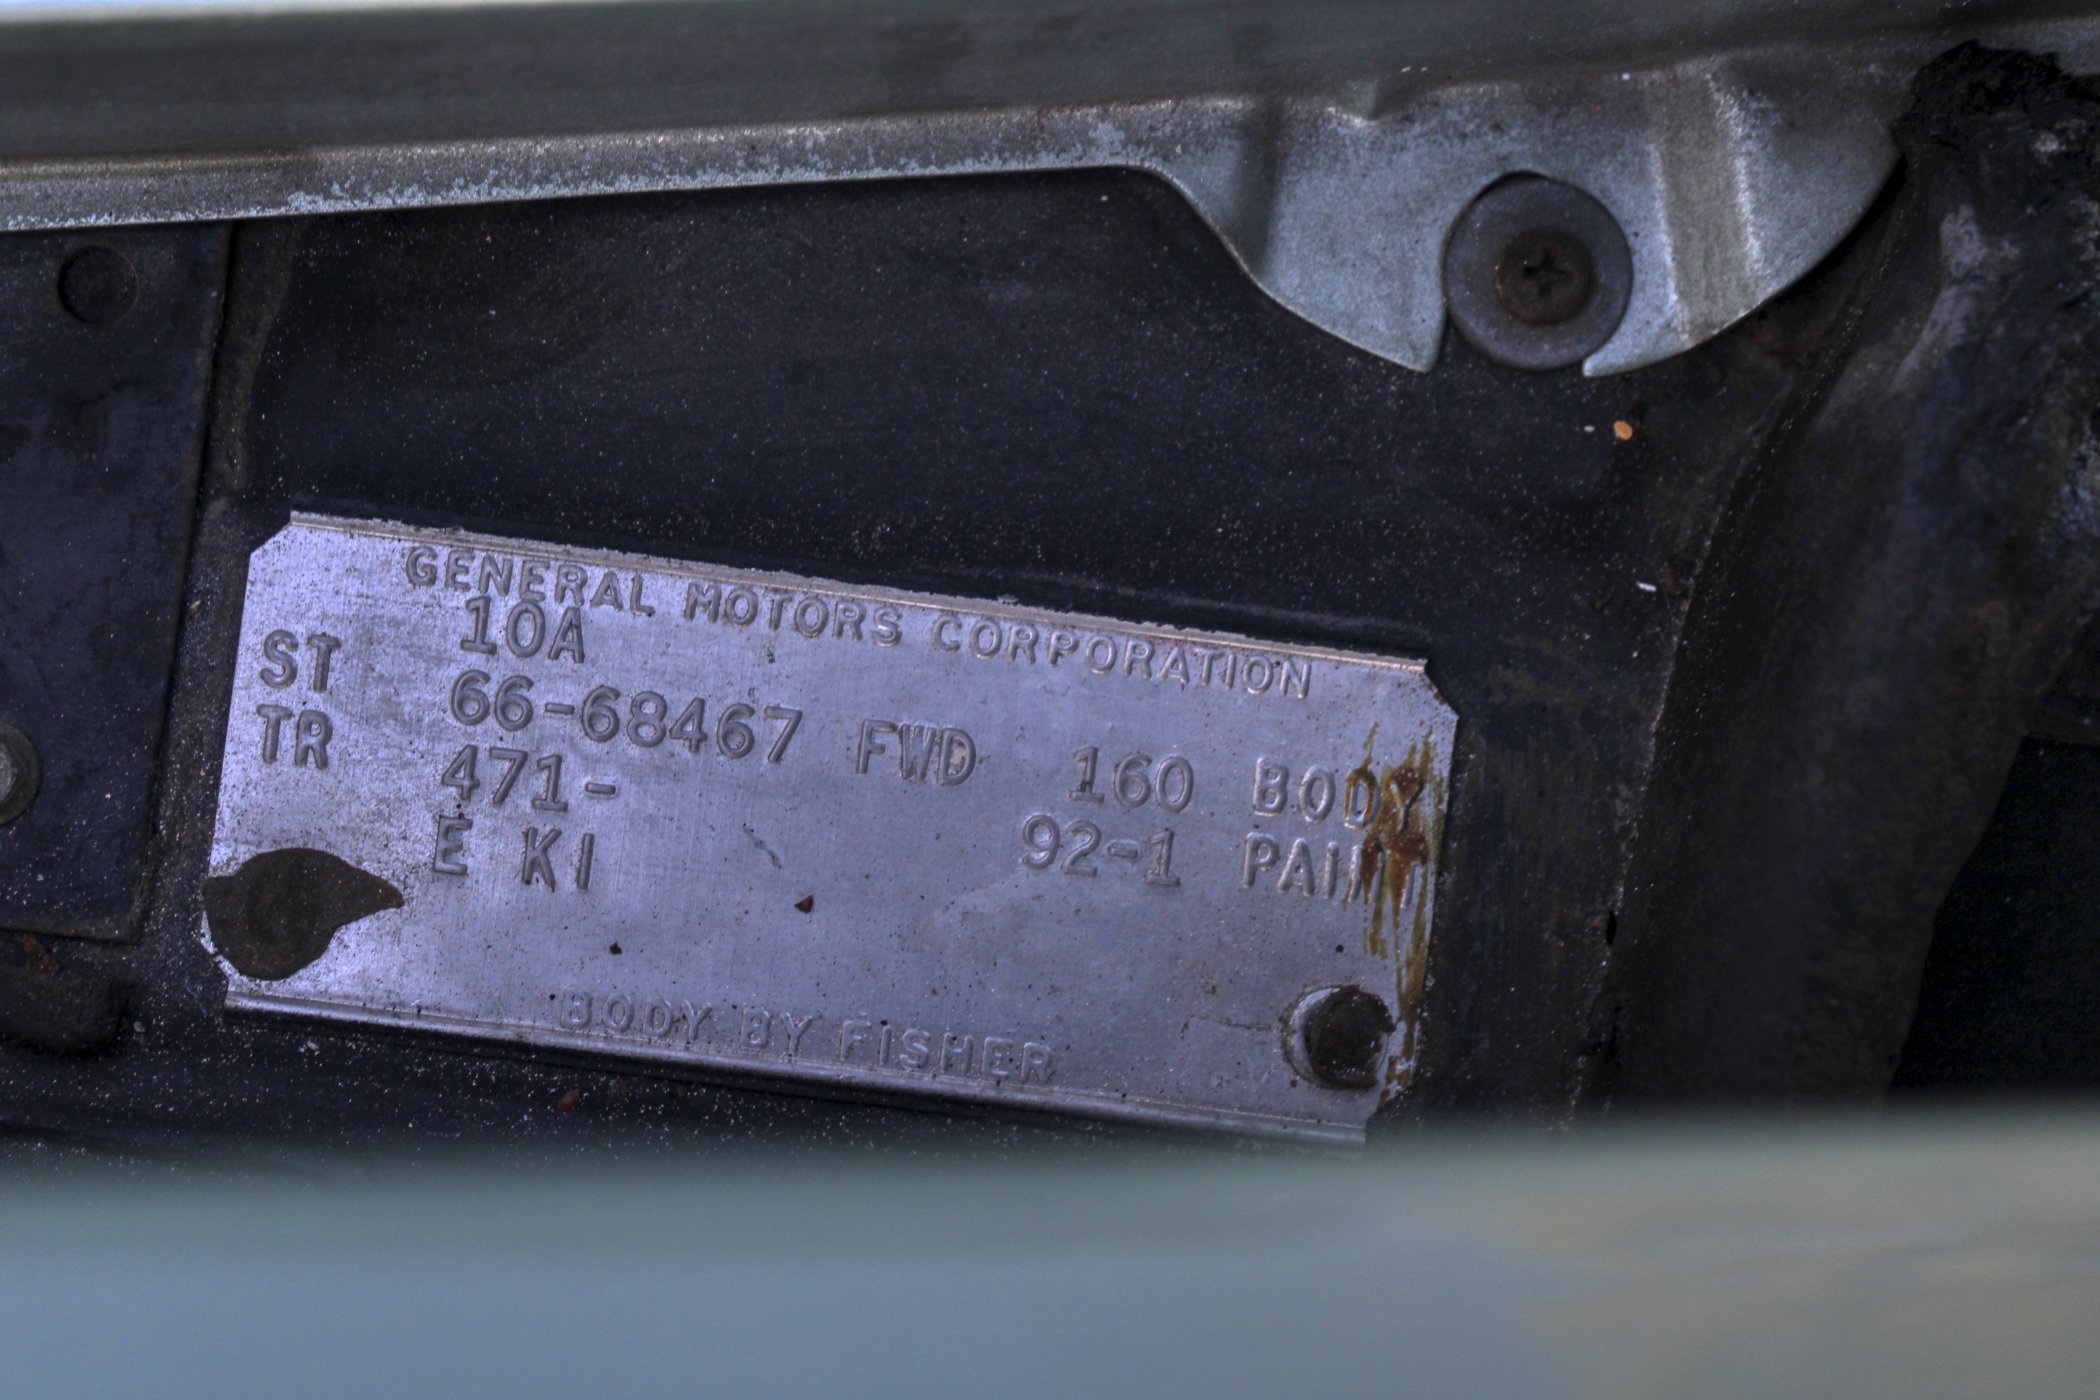 GENERAL MOTORS CORPORATION
10A
ST 66-68467 FWD 160 BODY
TR 471- 92-1 PAINT
E KI
BODY BY FISHER